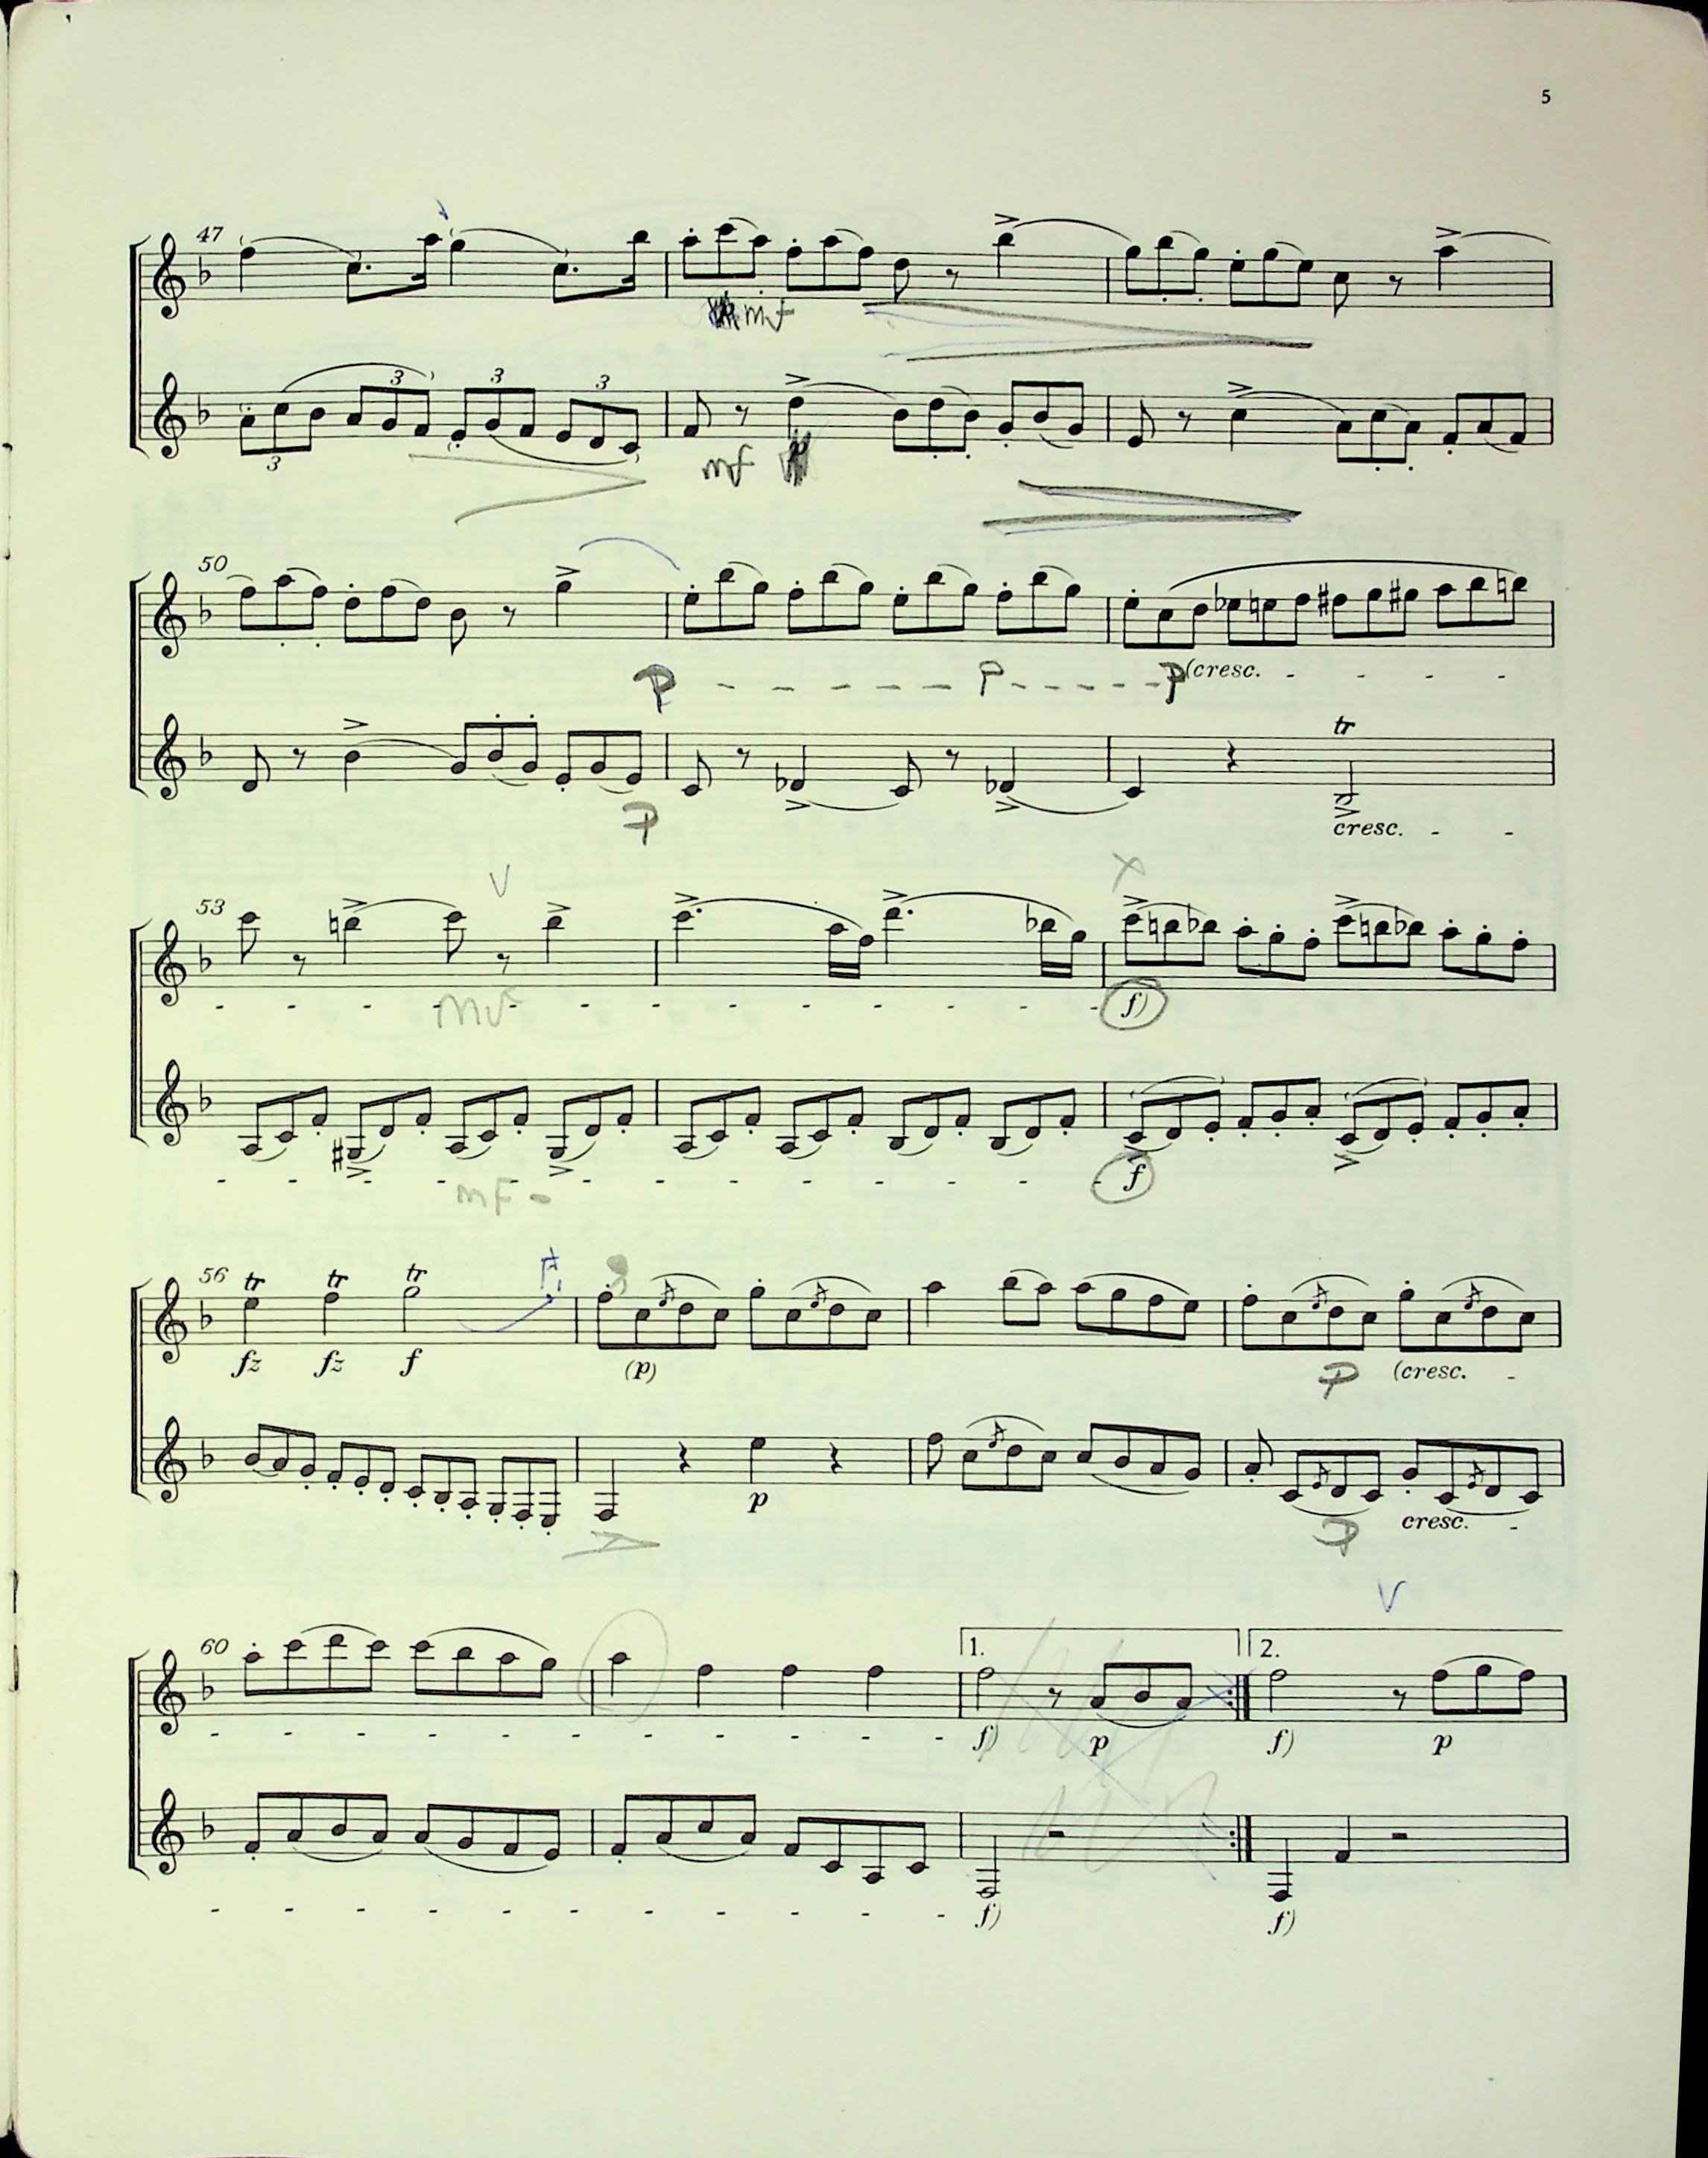 5
47
3 3 3
mf
3
mf p
50
p p p (cresc.
tr
p cresc.
53
mf
f)
mF
f
56 tr tr tr
fz fz f (p) p (cresc.
p cresc.
p
60 1. 2.
f) p f) p
f) f)